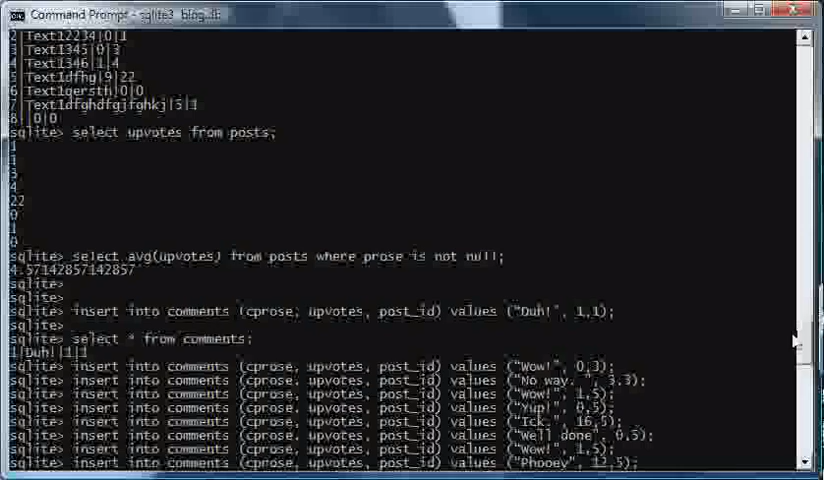 Command Prompt - sqlite3 blog.db
2|Text12234|0|1
3|Text1345|0|3
4|Text1346|1|4
5|Text1dfhg|9|22
6|Text1qersth|0|0
7|Text1dfghdfgjfghkj|5|1
8||0|0
sqlite> select upvotes from posts;
1
1
3
4
22
0
1
0
sqlite> select avg(upvotes) from posts where prose is not null;
4.57142857142857
sqlite>
sqlite>
sqlite> insert into comments (cprose, upvotes, post_id) values ("Duh!", 1,1);
sqlite>
sqlite> select * from comments;
1|Duh!|1|1
sqlite> insert into comments (cprose, upvotes, post_id) values ("Wow!", 0,3);
sqlite> insert into comments (cprose, upvotes, post_id) values ("No way. ", 3,3);
sqlite> insert into comments (cprose, upvotes, post_id) values ("Wow!", 1,5);
sqlite> insert into comments (cprose, upvotes, post_id) values ("Yup!", 0,5);
sqlite> insert into comments (cprose, upvotes, post_id) values ("Ick.", 16,5);
sqlite> insert into comments (cprose, upvotes, post_id) values ("Well done", 0,5);
sqlite> insert into comments (cprose, upvotes, post_id) values ("Wow!", 1,5);
sqlite> insert into comments (cprose, upvotes, post_id) values ("Phooey", 12,5);